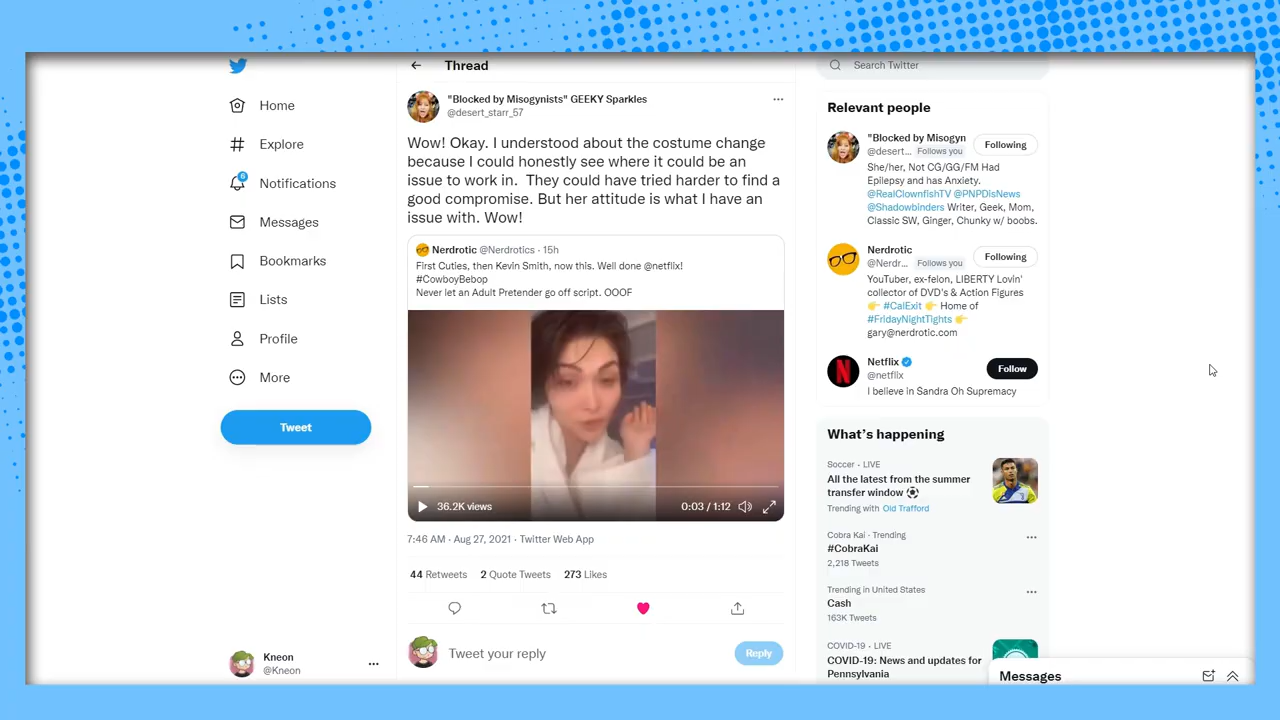 Thread
Search Twitter
Home
Explore
6
Notifications
Messages
Bookmarks
Lists
Profile
More
Tweet
Kneon
@Kneon
"Blocked by Misogynists" GEEKY Sparkles
@desert_starr_57
Wow! Okay. I understood about the costume change
because I could honestly see where it could be an
issue to work in. They could have tried harder to find a
good compromise. But her attitude is what I have an
issue with. Wow!
Nerdrotic @Nerdrotics · 15h
First Cuties, then Kevin Smith, now this. Well done @netflix!
#CowboyBebop
Never let an Adult Pretender go off script. OOOF
36.2K views
0:03 / 1:12
7:46 AM · Aug 27, 2021 · Twitter Web App
44 Retweets 2 Quote Tweets 273 Likes
Tweet your reply
Reply
Relevant people
"Blocked by Misogyn
@desert... Follows you
Following
She/her, Not CG/GG/FM Had
Epilepsy and has Anxiety.
@RealClownfishTV @PNPDisNews
@Shadowbinders Writer, Geek, Mom,
Classic SW, Ginger, Chunky w/ boobs.
Nerdrotic
@Nerdr... Follows you
Following
YouTuber, ex-felon, LIBERTY Lovin'
collector of DVD's & Action Figures
👉 #CalExit 👉 Home of
#FridayNightTights 👉
gary@nerdrotic.com
Netflix
@netflix
Follow
I believe in Sandra Oh Supremacy
What's happening
Soccer · LIVE
All the latest from the summer
transfer window ⚽
Trending with Old Trafford
Cobra Kai · Trending
#CobraKai
2,218 Tweets
Trending in United States
Cash
163K Tweets
COVID-19 · LIVE
COVID-19: News and updates for
Pennsylvania
Messages